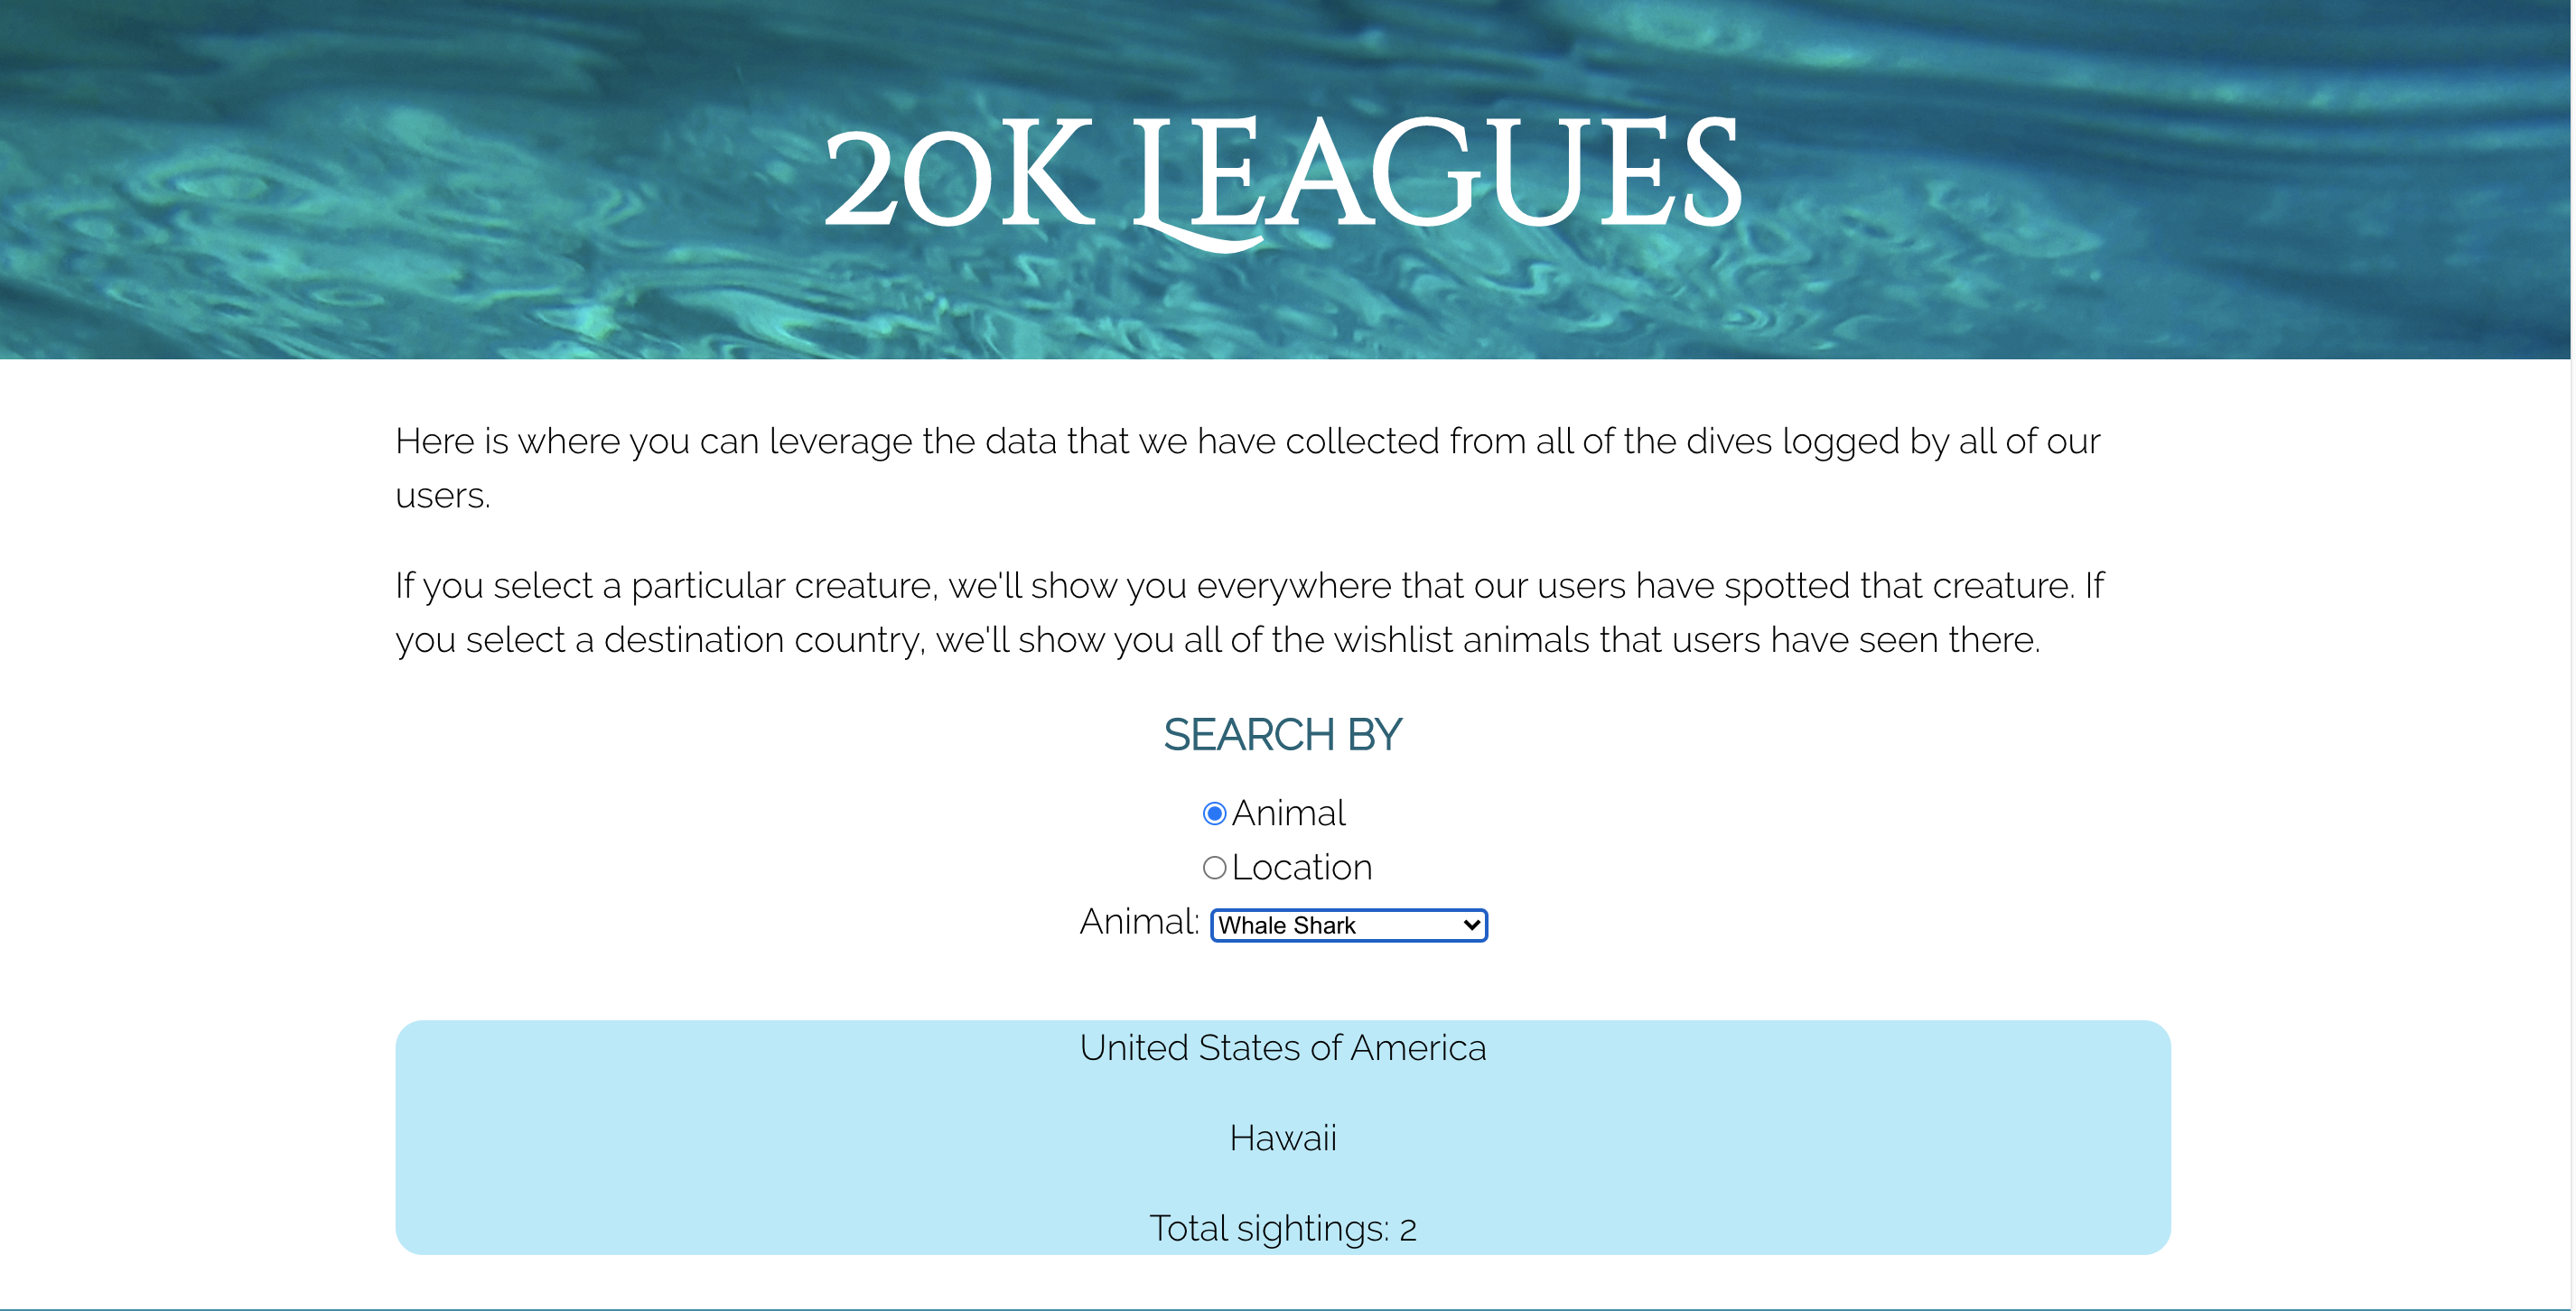 20K LEAGUES
Here is where you can leverage the data that we have collected from all of the dives logged by all of our
users.
If you select a particular creature, we'll show you everywhere that our users have spotted that creature. If
you select a destination country, we'll show you all of the wishlist animals that users have seen there.
SEARCH BY
Animal
Location
Animal: Whale Shark
United States of America
Hawaii
Total sightings: 2